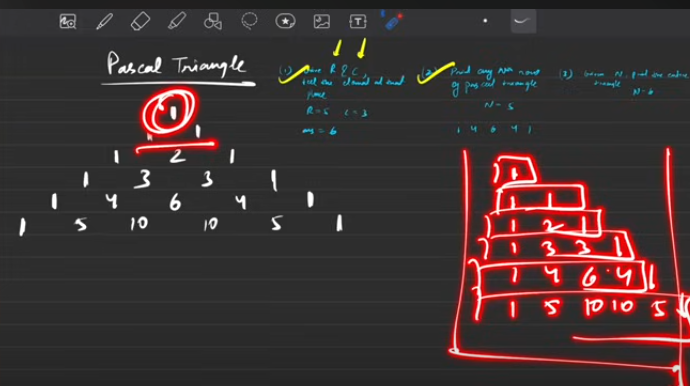 Pascal Triangle
1
1 1
1 2 1
1 3 3 1
1 4 6 4 1
1 5 10 10 5 1
(1) Given R & C,
tell me element at that
place
R = 5 C = 3
ans = 6
(2) Print any Nth row
of pascal triangle
N = 5
1 4 6 4 1
(3) Given N, print the entire
triangle
N = 6
1
1 1
1 2 1
1 3 3 1
1 4 6 4 1
1 5 10 10 5